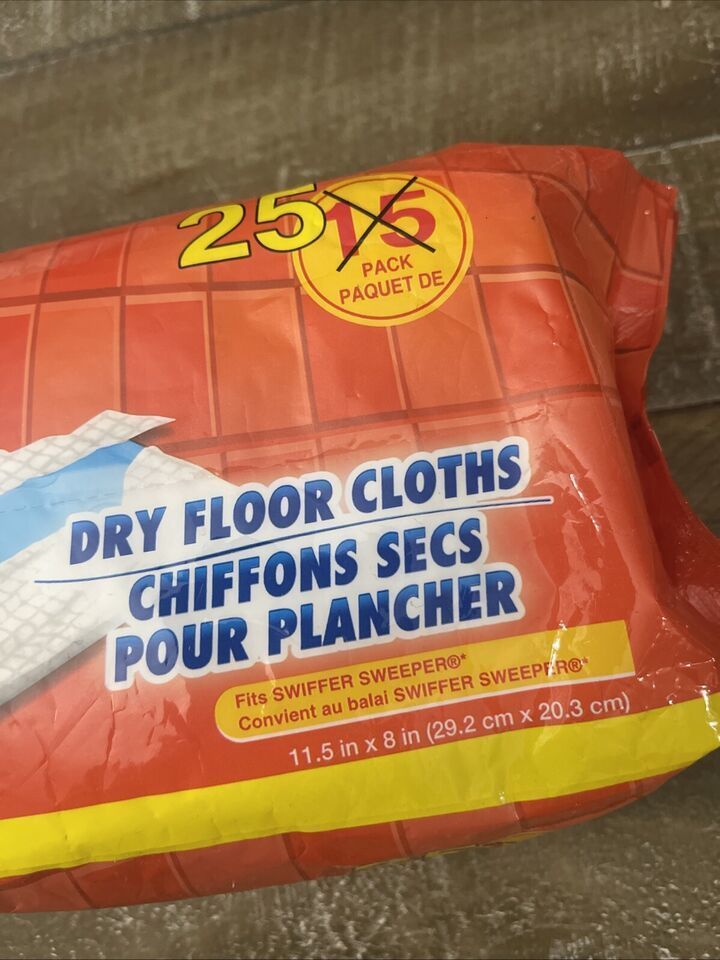 25 15
PACK
PAQUET DE
DRY FLOOR CLOTHS
CHIFFONS SECS
POUR PLANCHER
Fits SWIFFER SWEEPER®*
Convient au balai SWIFFER SWEEPER®*
11.5 in x 8 in (29.2 cm x 20.3 cm)